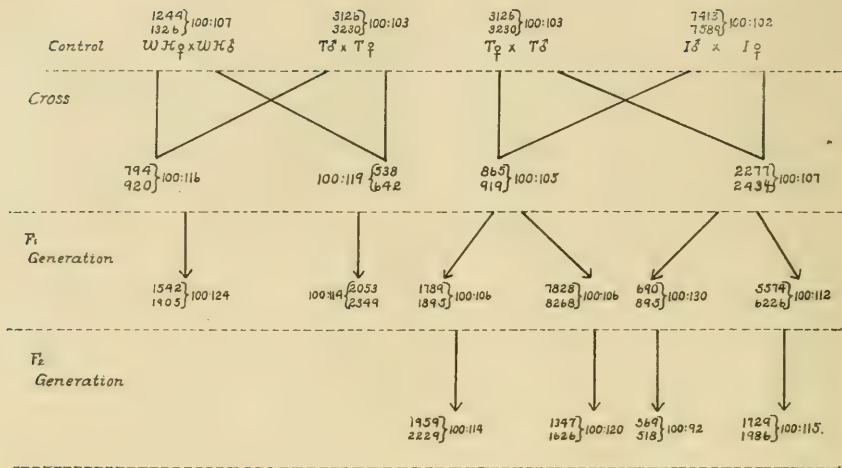 1244 3126 3126 7413
1326}100:107 3230}100:103 3230}100:103 7589}100:102
Control WH♀xWH♂ T♂ x T♀ T♀ x T♂ I♂ x I♀
Cross
794 538 865 2277
920}100:116 100:119{642 919}100:105 2434}100:107
F1
Generation
1542 2053 1789 7828 690 5574
1905}100:124 100:114{2349 1895}100:106 8268}100:106 895}100:130 6226}100:112
F2
Generation
1959 1347 569 1729
2229}100:114 1626}100:120 518}100:92 1986}100:115.